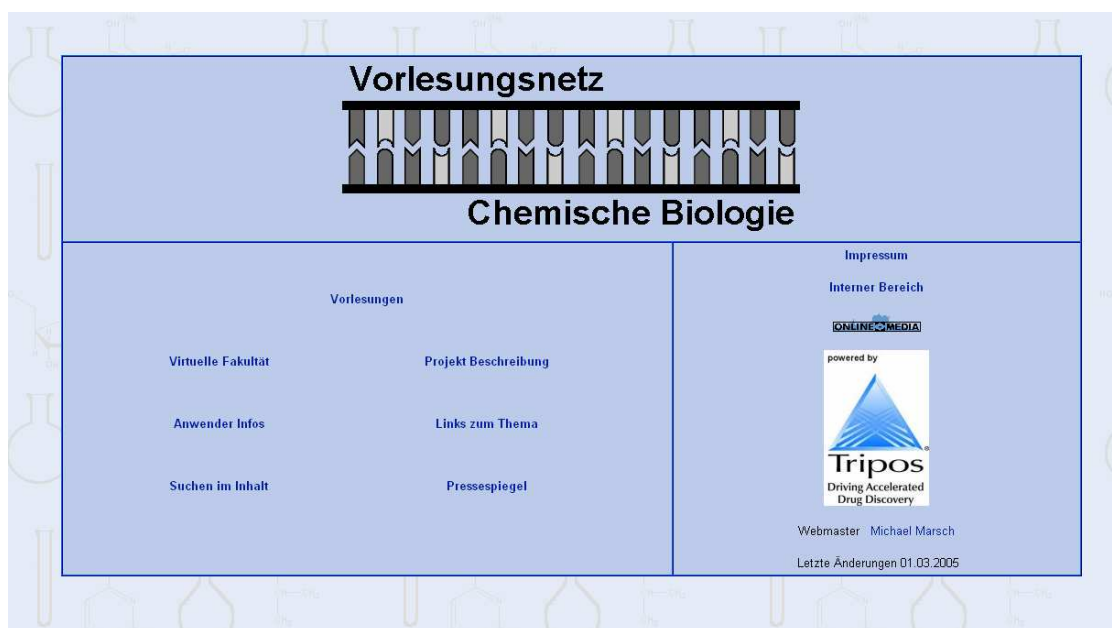 Vorlesungsnetz
Chemische Biologie
Vorlesungen
Virtuelle Fakultät
Projekt Beschreibung
Anwender Infos
Links zum Thema
Suchen im Inhalt
Pressespiegel
Impressum
Interner Bereich
ONLINE MEDIA
powered by
Tripos®
Driving Accelerated
Drug Discovery
Webmaster Michael Marsch
Letzte Änderungen 01.03.2005